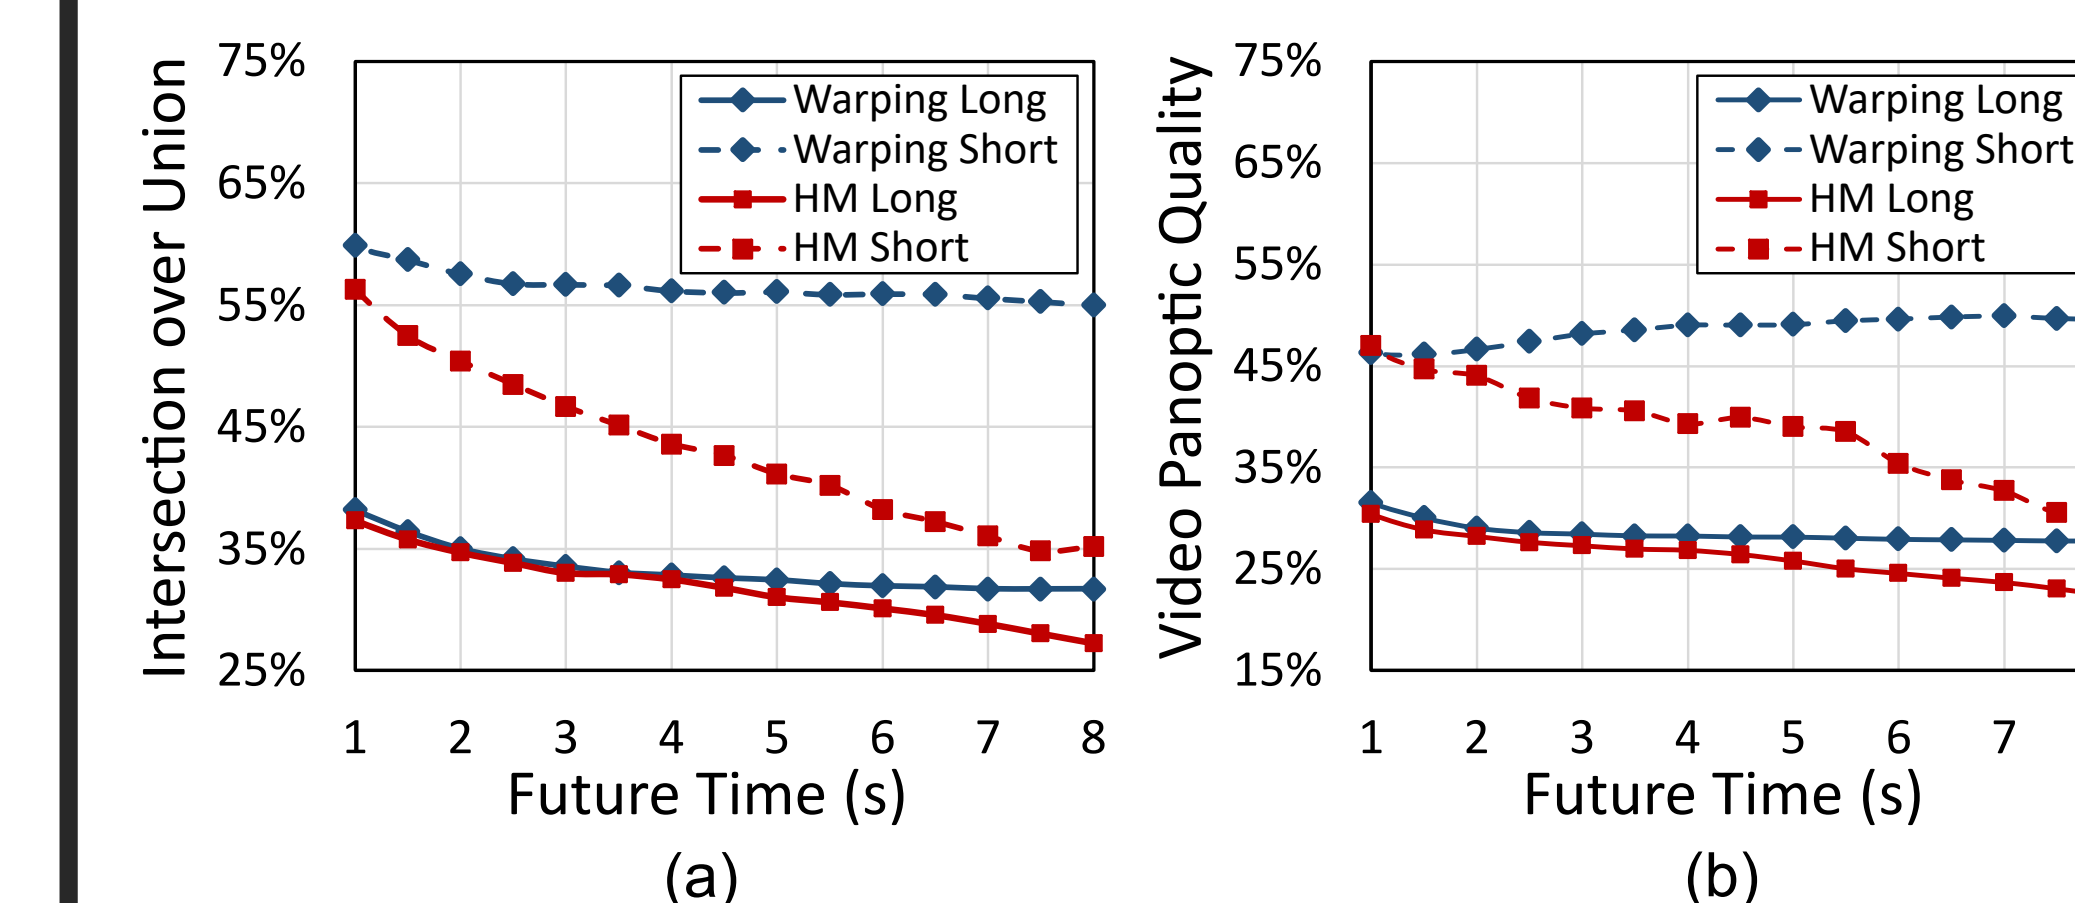 Intersection over Union
75%
65%
55%
45%
35%
25%
Warping Long
Warping Short
HM Long
HM Short
1 2 3 4 5 6 7 8
Future Time (s)
(a)
Video Panoptic Quality
75%
65%
55%
45%
35%
25%
15%
Warping Long
Warping Short
HM Long
HM Short
1 2 3 4 5 6 7
Future Time (s)
(b)